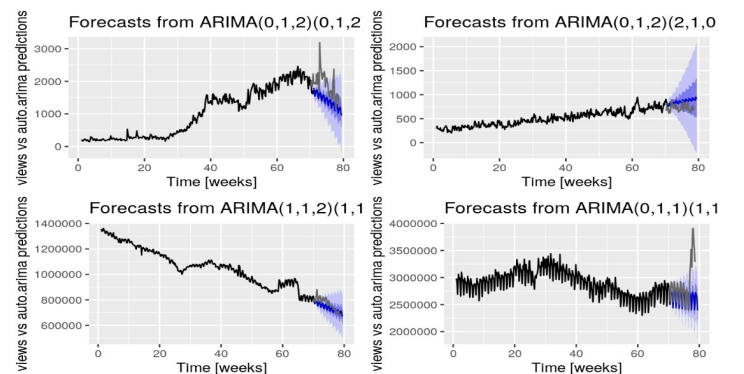 Forecasts from ARIMA(0,1,2)(0,1,2
views vs auto.arima predictions
3000
2000
1000
0
0 20 40 60 80
Time [weeks]
Forecasts from ARIMA(0,1,2)(2,1,0
views vs auto.arima predictions
2000
1500
1000
500
0
0 20 40 60 80
Time [weeks]
Forecasts from ARIMA(1,1,2)(1,1
views vs auto.arima predictions
1400000
1200000
1000000
800000
600000
0 20 40 60 80
Time [weeks]
Forecasts from ARIMA(0,1,1)(1,1
views vs auto.arima predictions
4000000
3000000
2500000
2000000
0 20 40 60 80
Time [weeks]